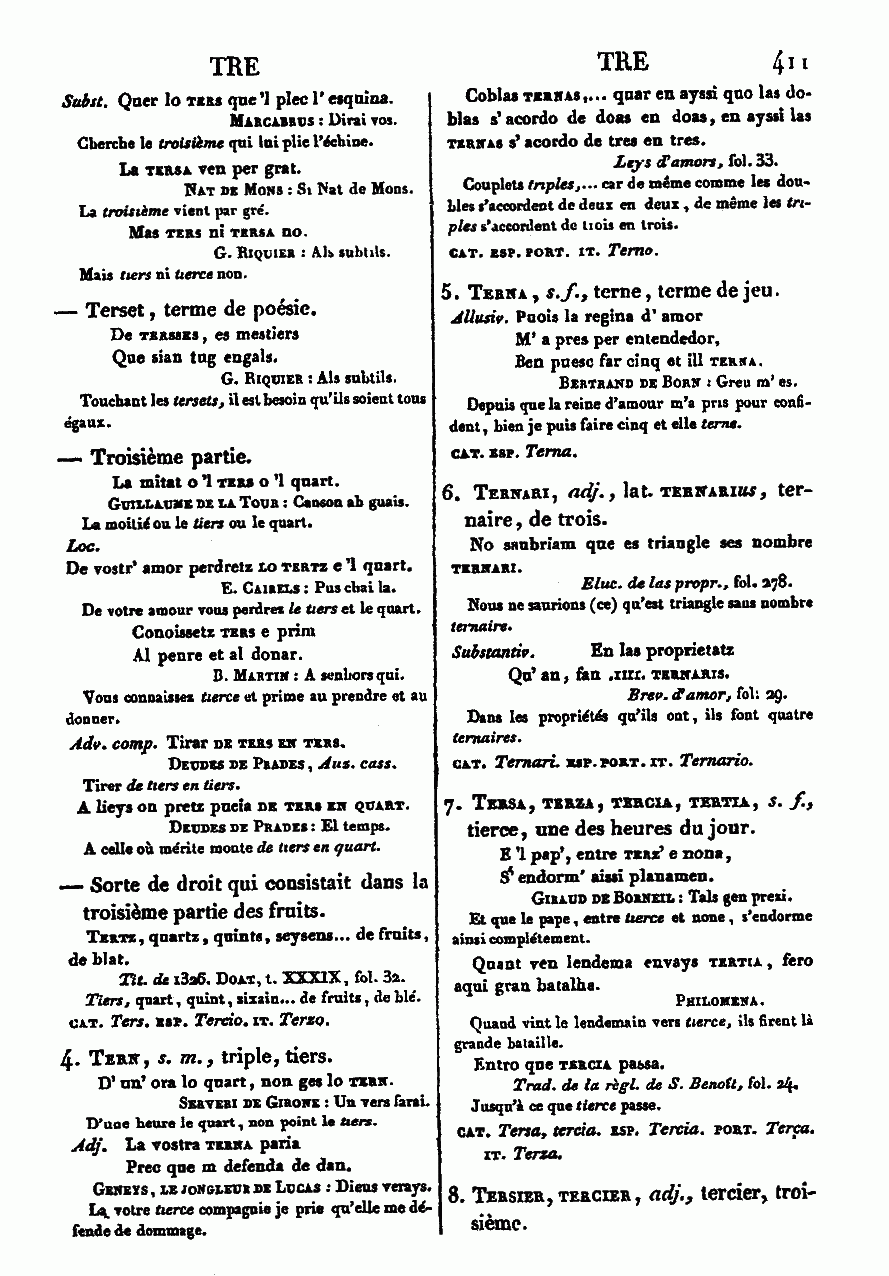 TRE
TRE 411
Subst. Quer lo TERS que 'l plec l' esquina.
MARCABRUS : Dirai vos.
Cherche le troisième qui lui plie l'échine.
La TERSA ven per grat.
NAT DE MONS : Si Nat de Mons.
La troisième vient par gré.
Mas TERS ni TERSA no.
G. RIQUIER : Als subtils.
Mais tiers ni tierce non.
— Terset, terme de poésie.
De TERSES, es mestiers
Que sian tug engals.
G. RIQUIER : Als subtils.
Touchant les tersets, il est besoin qu'ils soient tous
égaux.
— Troisième partie.
La mitat o 'l TERS o 'l quart.
GUILLAUME DE LA TOUR : Canson ab guais.
La moitié ou le tiers ou le quart.
Loc.
De vostr' amor perdretz LO TERTZ e 'l quart.
E. CAIRELS : Pus chai la.
De votre amour vous perdrez le tiers et le quart.
Conoissetz TERS e prim
Al penre et al donar.
B. MARTIN : A senhors qui.
Vous connaissez tierce et prime au prendre et au
donner.
Adv. comp. Tirar DE TERS EN TERS.
DEUDES DE PRADES, Aus. cass.
Tirer de tiers en tiers.
A lieys on pretz pueia DE TERS EN QUART.
DEUDES DE PRADES : El temps.
A celle où mérite monte de tiers en quart.
— Sorte de droit qui consistait dans la
troisième partie des fruits.
TERTZ, quartz, quints, seysens... de fruits,
de blat.
Tit. de 1326. DOAT, t. XXXIX, fol. 32.
Tiers, quart, quint, sixain... de fruits, de blé.
CAT. Ters. ESP. Tercio. IT. Terzo.
4. TERN, s. m., triple, tiers.
D' un' ora lo quart, non ges lo TERN.
SERVERI DE GIRONE : Un vers farai.
D'une heure le quart, non point le tiers.
Adj. La vostra TERNA paria
Prec que m defenda de dan.
GENEYS, LE JONGLEUR DE LUCAS : Dieus verays.
La votre tierce compagnie je prie qu'elle me dé-
fende de dommage.
Coblas TERNAS,... quar en ayssi quo las do-
blas s' acordo de doas en doas, en ayssi las
TERNAS s' acordo de tres en tres.
Leys d'amors, fol. 33.
Couplets triples,... car de même comme les dou-
bles s'accordent de deux en deux, de même les tri-
ples s'accordent de trois en trois.
CAT. ESP. PORT. IT. Terno.
5. TERNA, s. f., terne, terme de jeu.
Allusiv. Puois la regina d' amor
M' a pres per entendedor,
Ben puesc far cinq et ill TERNA.
BERTRAND DE BORN : Greu m'es.
Depuis que la reine d'amour m'a pris pour confi-
dent, bien je puis faire cinq et elle terne.
CAT. ESP. Terna.
6. TERNARI, adj., lat. TERNARIus, ter-
naire, de trois.
No saubriam que es triangle ses nombre
TERNARI.
Eluc. de las propr., fol. 278.
Nous ne saurions (ce) qu'est triangle sans nombre
ternaire.
Substantiv. En las proprietatz
Qu' an, fan .IIII. TERNARIS.
Brev. d'amor, fol. 29.
Dans les propriétés qu'ils ont, ils font quatre
ternaires.
CAT. Ternari. ESP. PORT. IT. Ternario.
7. TERSA, TERZA, TERCIA, TERTIA, s. f.,
tierce, une des heures du jour.
E 'l pap', entre TERZ' e nona,
S' endorm' aissi planamen.
GIRAUD DE BORNEIL : Tals gen prezi.
Et que le pape, entre tierce et none, s'endorme
ainsi complétement.
Quant ven lendema envays TERTIA, fero
aqui gran batalha.
PHILOMENA.
Quand vint le lendemain vers tierce, ils firent là
grande bataille.
Entro que TERCIA passa.
Trad. de la règl. de S. Benoît, fol. 24.
Jusqu'à ce que tierce passe.
CAT. Tersa, tercia. ESP. Tercia. PORT. Terça.
IT. Terza.
8. TERSIER, TERCIER, adj., tercier, troi-
sième.